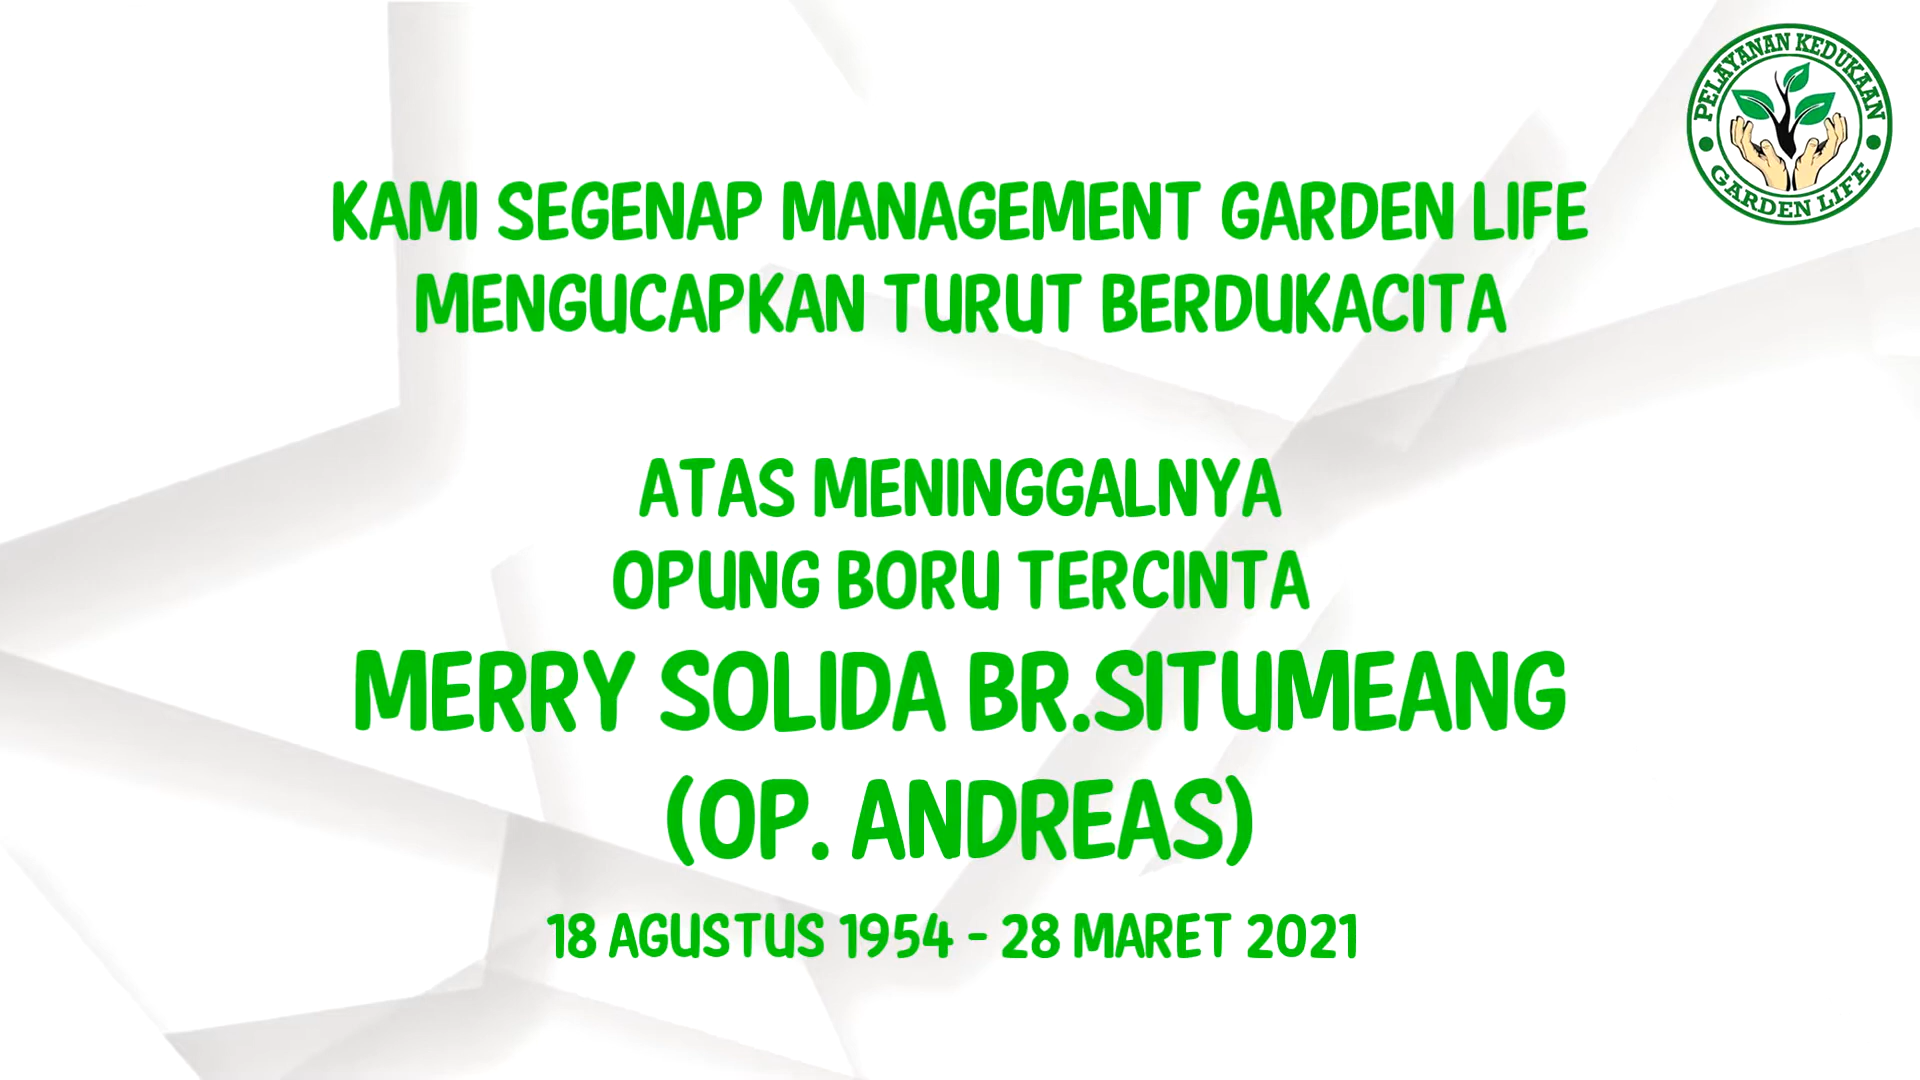 PELAYANAN KEDUKAAN
GARDEN LIFE
KAMI SEGENAP MANAGEMENT GARDEN LIFE
MENGUCAPKAN TURUT BERDUKACITA
ATAS MENINGGALNYA
OPUNG BORU TERCINTA
MERRY SOLIDA BR.SITUMEANG
(OP. ANDREAS)
18 AGUSTUS 1954 - 28 MARET 2021